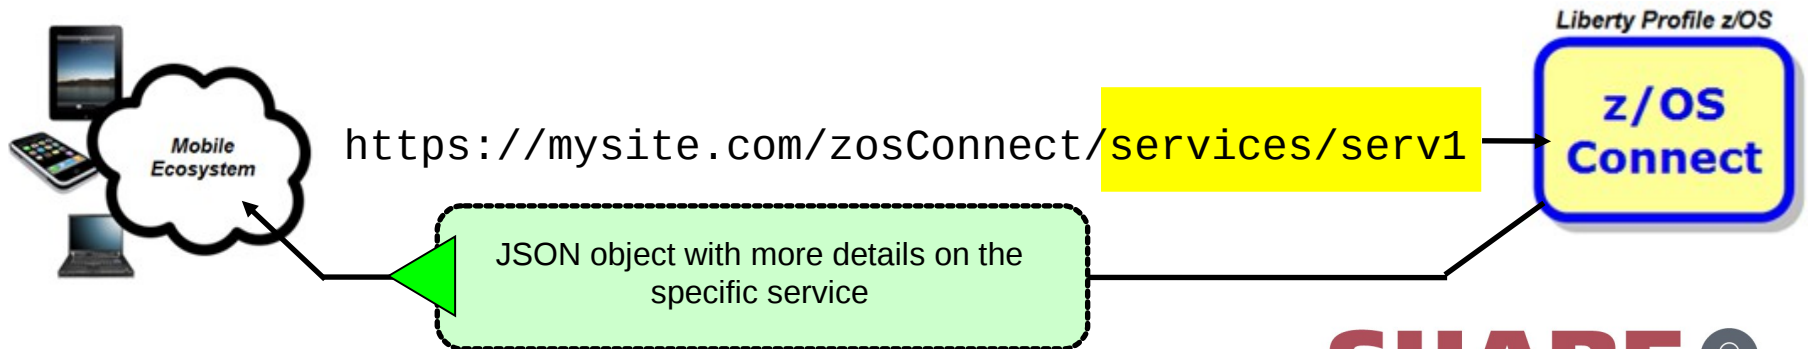 Liberty Profile z/OS
Mobile
Ecosystem
https://mysite.com/zosConnect/services/serv1
z/OS
Connect
JSON object with more details on the
specific service
SHARE